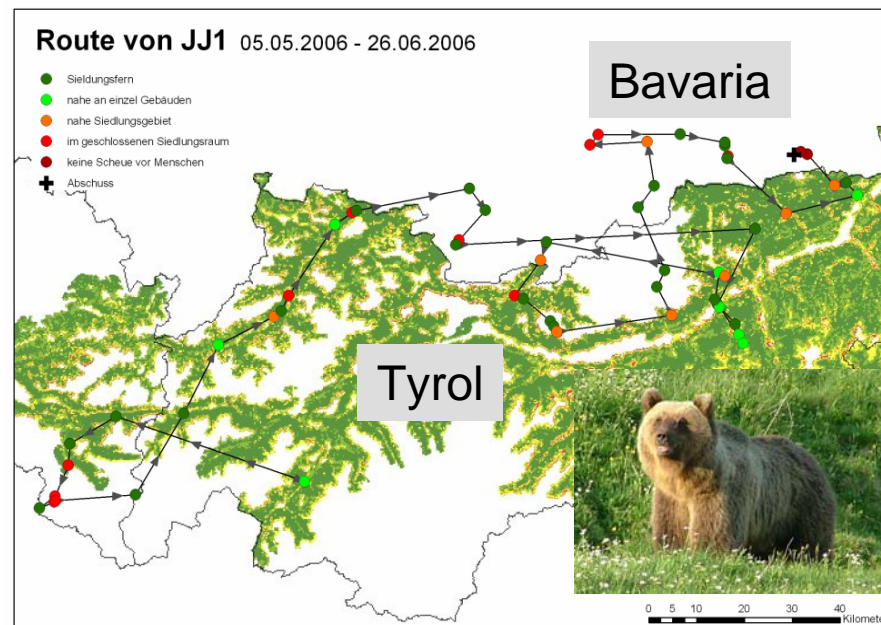 Route von JJ1 05.05.2006 - 26.06.2006
Sieldungsfern
nahe an einzel Gebäuden
nahe Siedlungsgebiet
im geschlossenen Siedlungsraum
keine Scheue vor Menschen
Abschuss
Bavaria
Tyrol
0 5 10 20 30 40
Kilomete